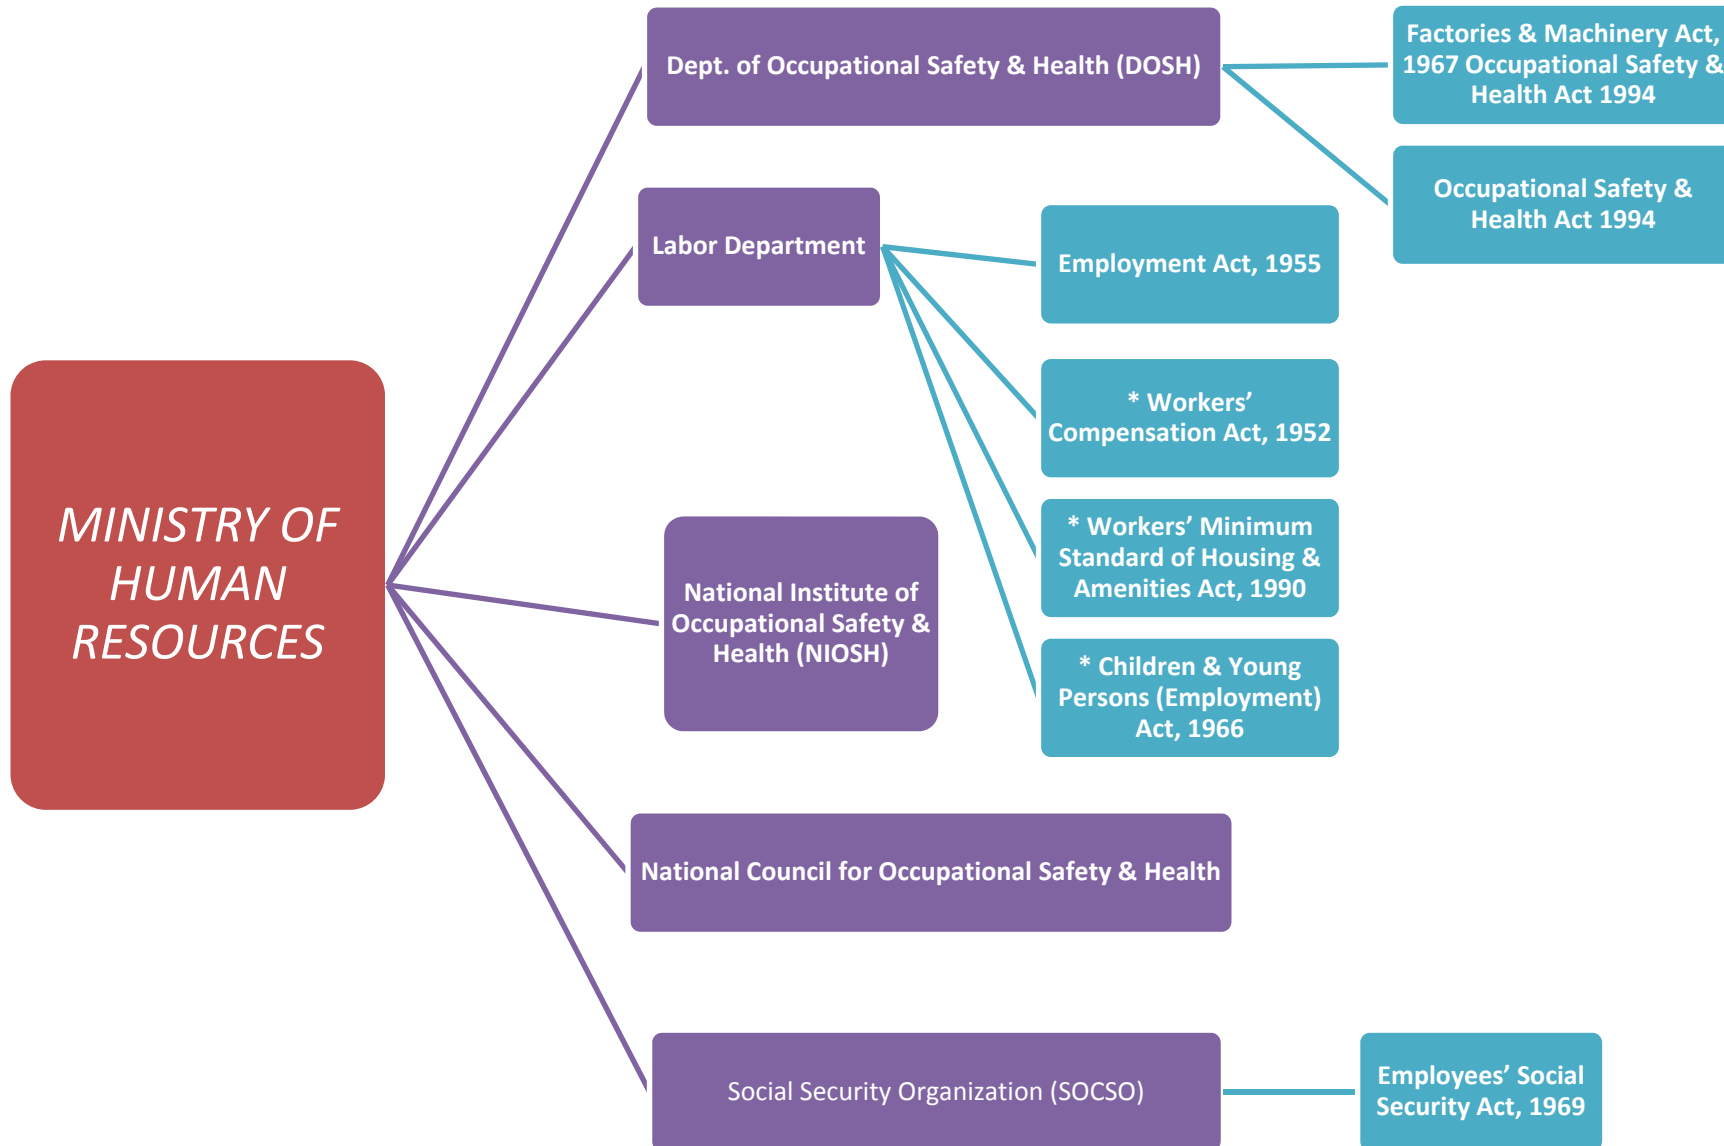 MINISTRY OF
HUMAN
RESOURCES
Dept. of Occupational Safety & Health (DOSH)
Factories & Machinery Act,
1967 Occupational Safety &
Health Act 1994
Occupational Safety &
Health Act 1994
Labor Department
Employment Act, 1955
* Workers’
Compensation Act, 1952
* Workers’ Minimum
Standard of Housing &
Amenities Act, 1990
* Children & Young
Persons (Employment)
Act, 1966
National Institute of
Occupational Safety &
Health (NIOSH)
National Council for Occupational Safety & Health
Social Security Organization (SOCSO)
Employees’ Social
Security Act, 1969